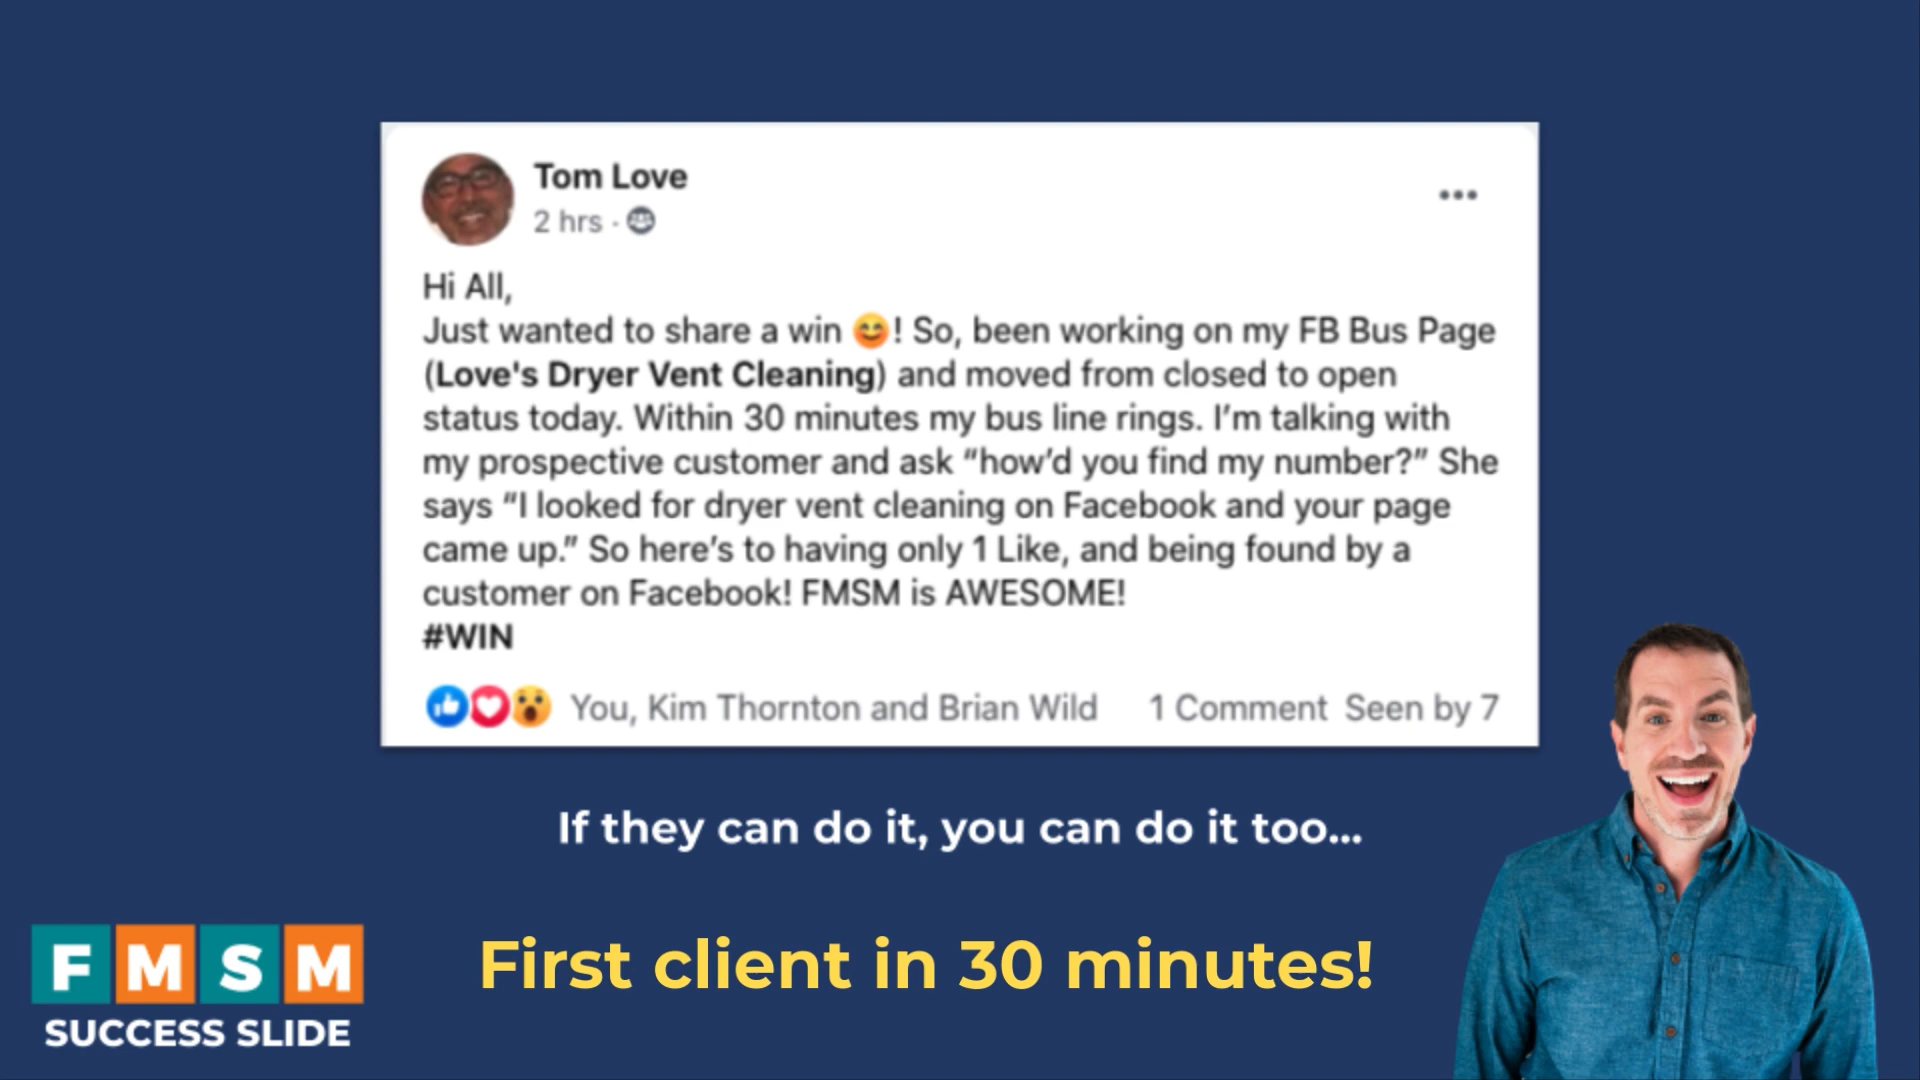 Tom Love
2 hrs ·
Hi All,
Just wanted to share a win 😊! So, been working on my FB Bus Page
(Love's Dryer Vent Cleaning) and moved from closed to open
status today. Within 30 minutes my bus line rings. I’m talking with
my prospective customer and ask “how’d you find my number?” She
says “I looked for dryer vent cleaning on Facebook and your page
came up.” So here’s to having only 1 Like, and being found by a
customer on Facebook! FMSM is AWESOME!
#WIN
You, Kim Thornton and Brian Wild 1 Comment Seen by 7
If they can do it, you can do it too...
First client in 30 minutes!
FMSM
SUCCESS SLIDE